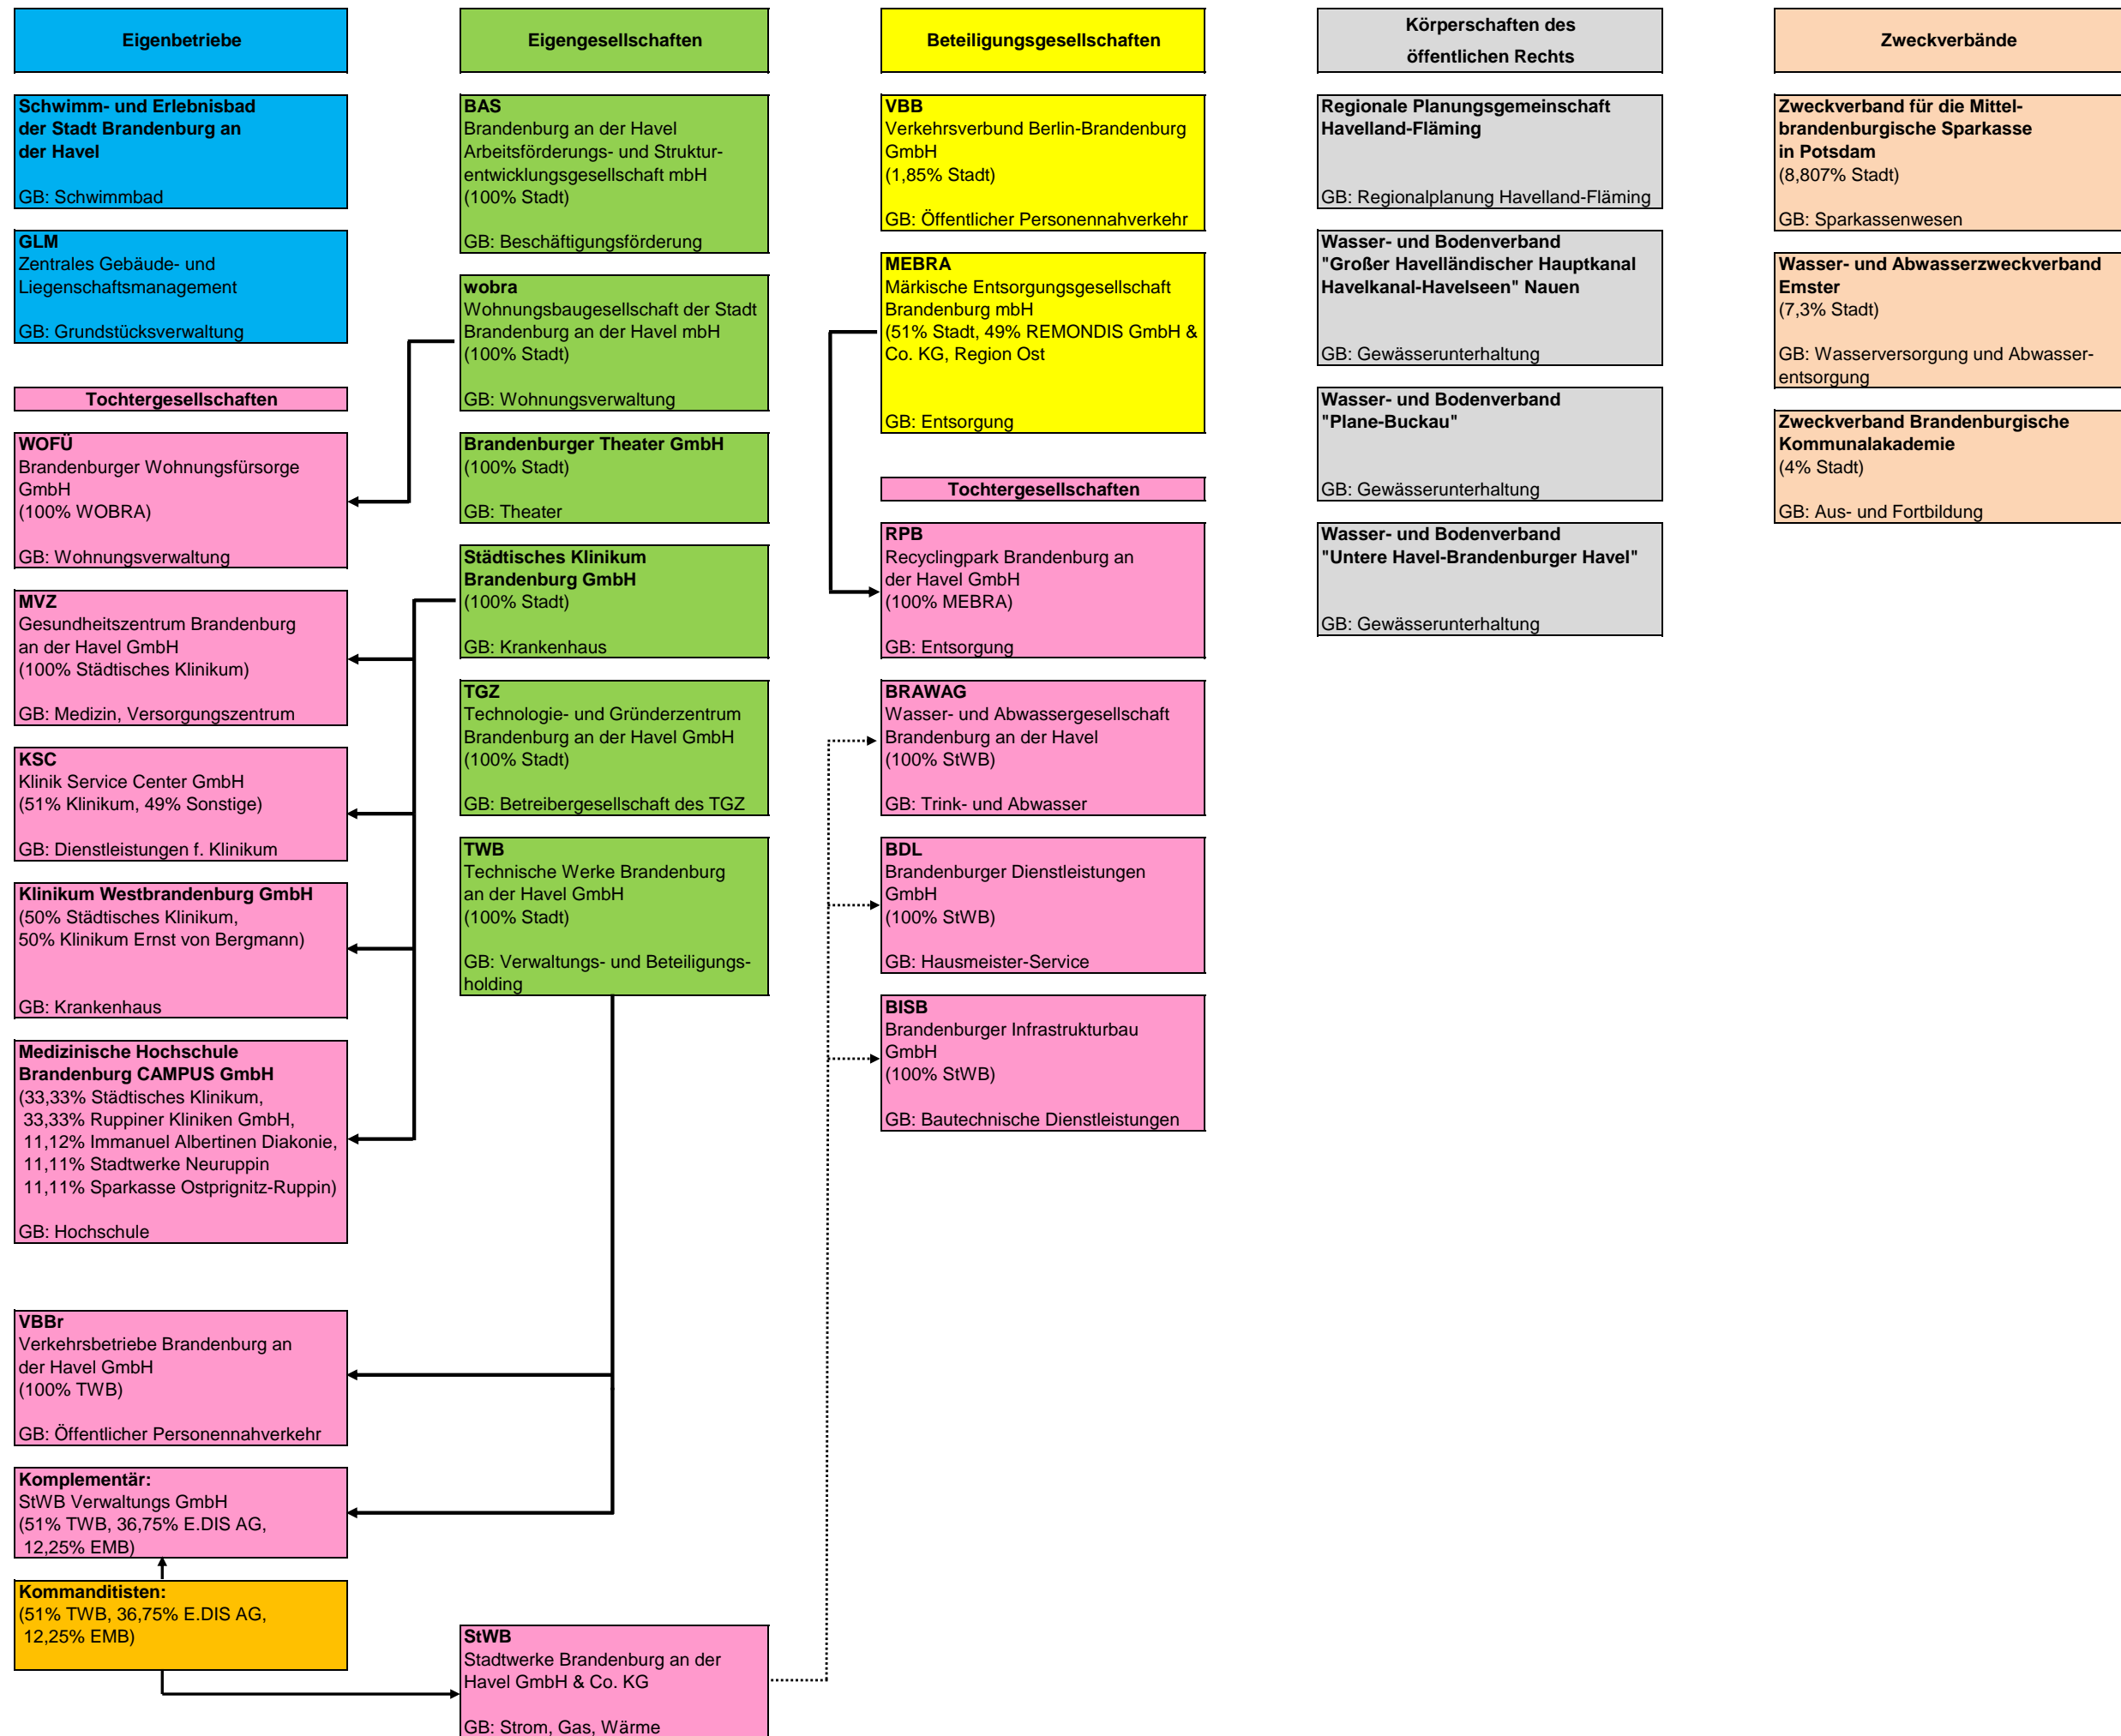 Eigenbetriebe
Schwimm- und Erlebnisbad
der Stadt Brandenburg an
der Havel
GB: Schwimmbad
GLM
Zentrales Gebäude- und
Liegenschaftsmanagement
GB: Grundstücksverwaltung
Tochtergesellschaften
WOFÜ
Brandenburger Wohnungsfürsorge
GmbH
(100% WOBRA)
GB: Wohnungsverwaltung
MVZ
Gesundheitszentrum Brandenburg
an der Havel GmbH
(100% Städtisches Klinikum)
GB: Medizin, Versorgungszentrum
KSC
Klinik Service Center GmbH
(51% Klinikum, 49% Sonstige)
GB: Dienstleistungen f. Klinikum
Klinikum Westbrandenburg GmbH
(50% Städtisches Klinikum,
50% Klinikum Ernst von Bergmann)
GB: Krankenhaus
Medizinische Hochschule
Brandenburg CAMPUS GmbH
(33,33% Städtisches Klinikum,
33,33% Ruppiner Kliniken GmbH,
11,12% Immanuel Albertinen Diakonie,
11,11% Stadtwerke Neuruppin
11,11% Sparkasse Ostprignitz-Ruppin)
GB: Hochschule
VBBr
Verkehrsbetriebe Brandenburg an
der Havel GmbH
(100% TWB)
GB: Öffentlicher Personennahverkehr
Komplementär:
StWB Verwaltungs GmbH
(51% TWB, 36,75% E.DIS AG,
12,25% EMB)
Kommanditisten:
(51% TWB, 36,75% E.DIS AG,
12,25% EMB)
Eigengesellschaften
BAS
Brandenburg an der Havel
Arbeitsförderungs- und Struktur-
entwicklungsgesellschaft mbH
(100% Stadt)
GB: Beschäftigungsförderung
wobra
Wohnungsbaugesellschaft der Stadt
Brandenburg an der Havel mbH
(100% Stadt)
GB: Wohnungsverwaltung
Brandenburger Theater GmbH
(100% Stadt)
GB: Theater
Städtisches Klinikum
Brandenburg GmbH
(100% Stadt)
GB: Krankenhaus
TGZ
Technologie- und Gründerzentrum
Brandenburg an der Havel GmbH
(100% Stadt)
GB: Betreibergesellschaft des TGZ
TWB
Technische Werke Brandenburg
an der Havel GmbH
(100% Stadt)
GB: Verwaltungs- und Beteiligungs-
holding
StWB
Stadtwerke Brandenburg an der
Havel GmbH & Co. KG
GB: Strom, Gas, Wärme
Beteiligungsgesellschaften
VBB
Verkehrsverbund Berlin-Brandenburg
GmbH
(1,85% Stadt)
GB: Öffentlicher Personennahverkehr
MEBRA
Märkische Entsorgungsgesellschaft
Brandenburg mbH
(51% Stadt, 49% REMONDIS GmbH &
Co. KG, Region Ost
GB: Entsorgung
Tochtergesellschaften
RPB
Recyclingpark Brandenburg an
der Havel GmbH
(100% MEBRA)
GB: Entsorgung
BRAWAG
Wasser- und Abwassergesellschaft
Brandenburg an der Havel
(100% StWB)
GB: Trink- und Abwasser
BDL
Brandenburger Dienstleistungen
GmbH
(100% StWB)
GB: Hausmeister-Service
BISB
Brandenburger Infrastrukturbau
GmbH
(100% StWB)
GB: Bautechnische Dienstleistungen
Körperschaften des
öffentlichen Rechts
Regionale Planungsgemeinschaft
Havelland-Fläming
GB: Regionalplanung Havelland-Fläming
Wasser- und Bodenverband
"Großer Havelländischer Hauptkanal
Havelkanal-Havelseen" Nauen
GB: Gewässerunterhaltung
Wasser- und Bodenverband
"Plane-Buckau"
GB: Gewässerunterhaltung
Wasser- und Bodenverband
"Untere Havel-Brandenburger Havel"
GB: Gewässerunterhaltung
Zweckverbände
Zweckverband für die Mittel-
brandenburgische Sparkasse
in Potsdam
(8,807% Stadt)
GB: Sparkassenwesen
Wasser- und Abwasserzweckverband
Emster
(7,3% Stadt)
GB: Wasserversorgung und Abwasser-
entsorgung
Zweckverband Brandenburgische
Kommunalakademie
(4% Stadt)
GB: Aus- und Fortbildung